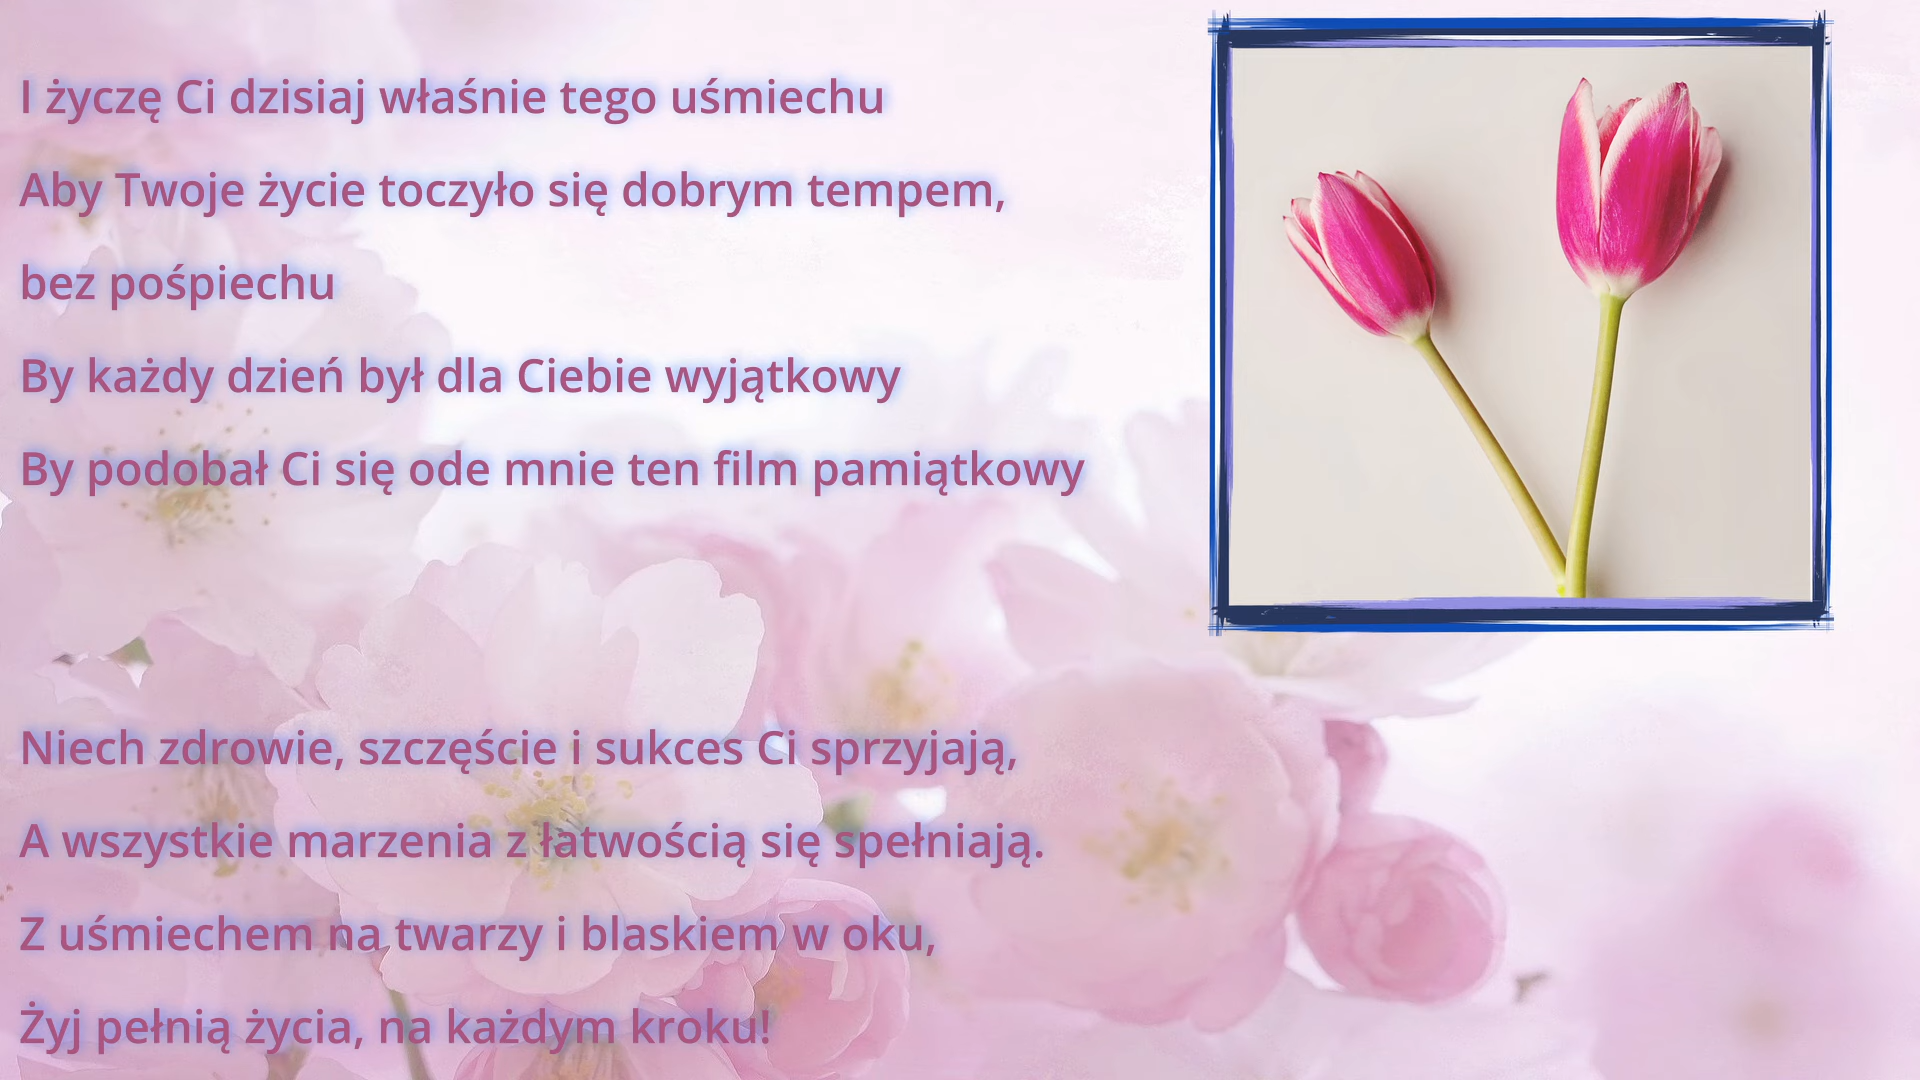 I życzę Ci dzisiaj właśnie tego uśmiechu
Aby Twoje życie toczyło się dobrym tempem,
bez pośpiechu
By każdy dzień był dla Ciebie wyjątkowy
By podobał Ci się ode mnie ten film pamiątkowy
Niech zdrowie, szczęście i sukces Ci sprzyjają,
A wszystkie marzenia z łatwością się spełniają.
Z uśmiechem na twarzy i blaskiem w oku,
Żyj pełnią życia, na każdym kroku!